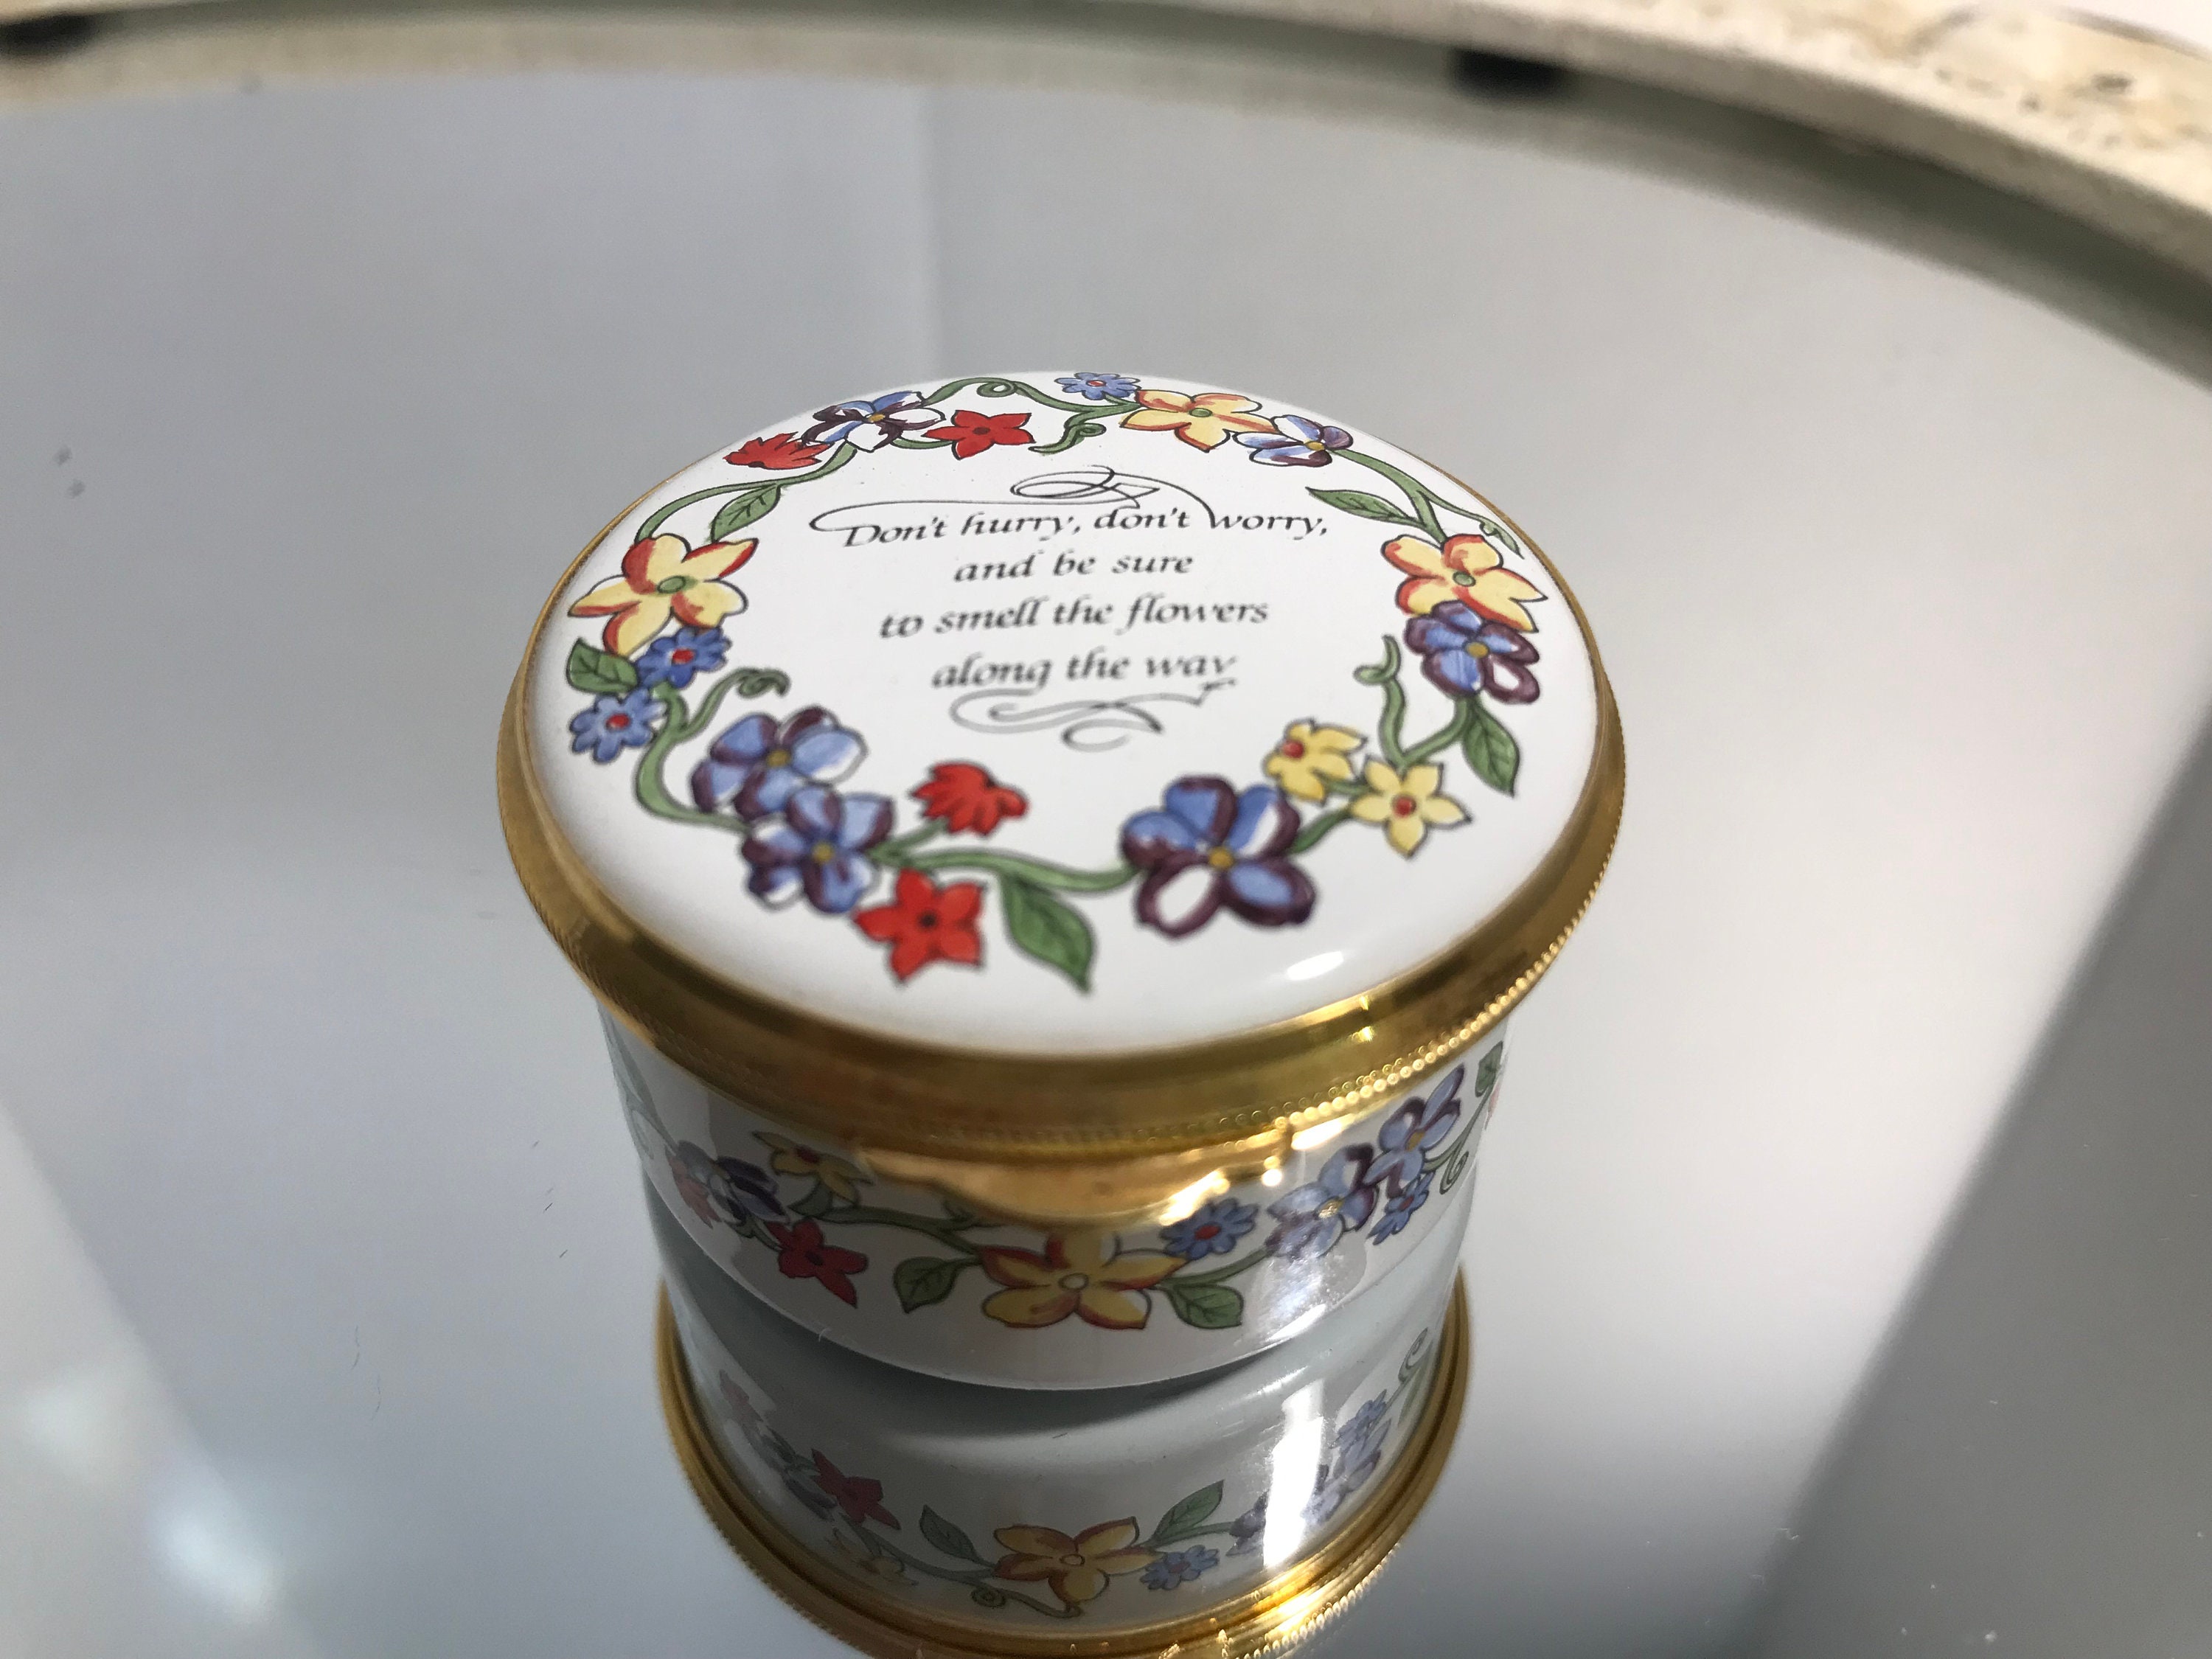 Don't hurry, don't worry,
and be sure
to smell the flowers
along the way